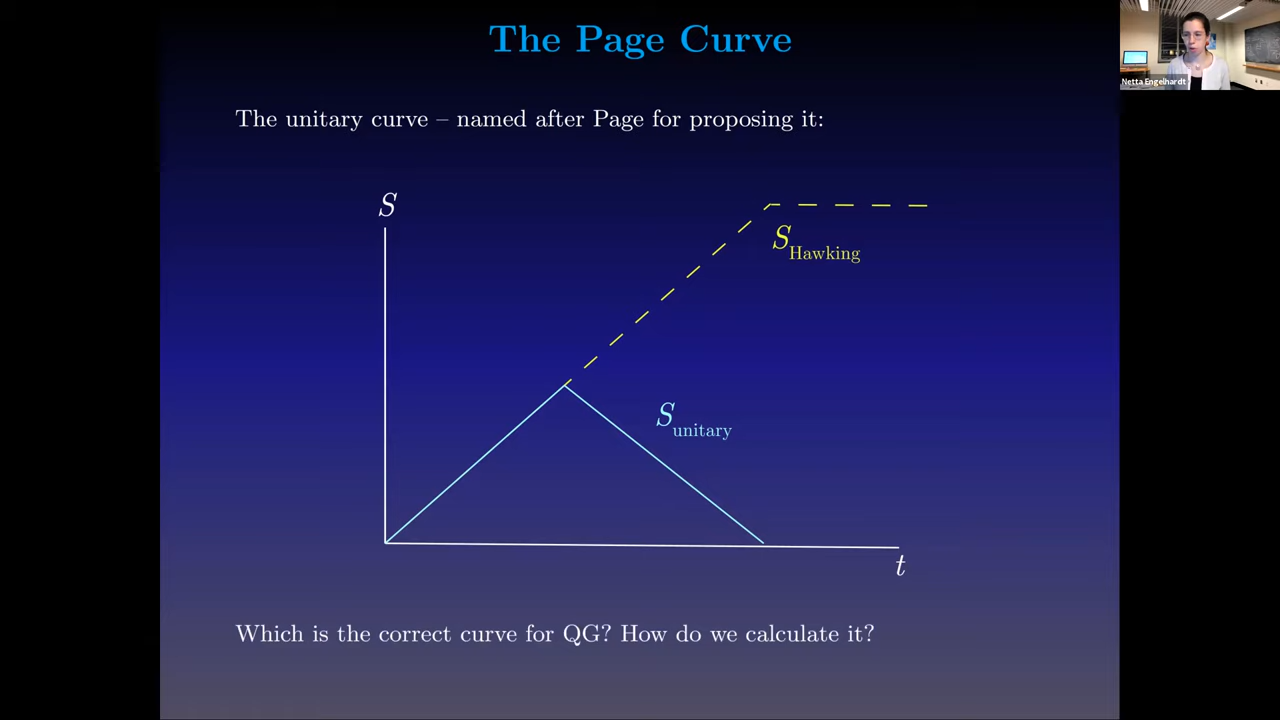 The Page Curve
Netta Engelhardt
The unitary curve – named after Page for proposing it:
S
S_Hawking
S_unitary
t
Which is the correct curve for QG? How do we calculate it?